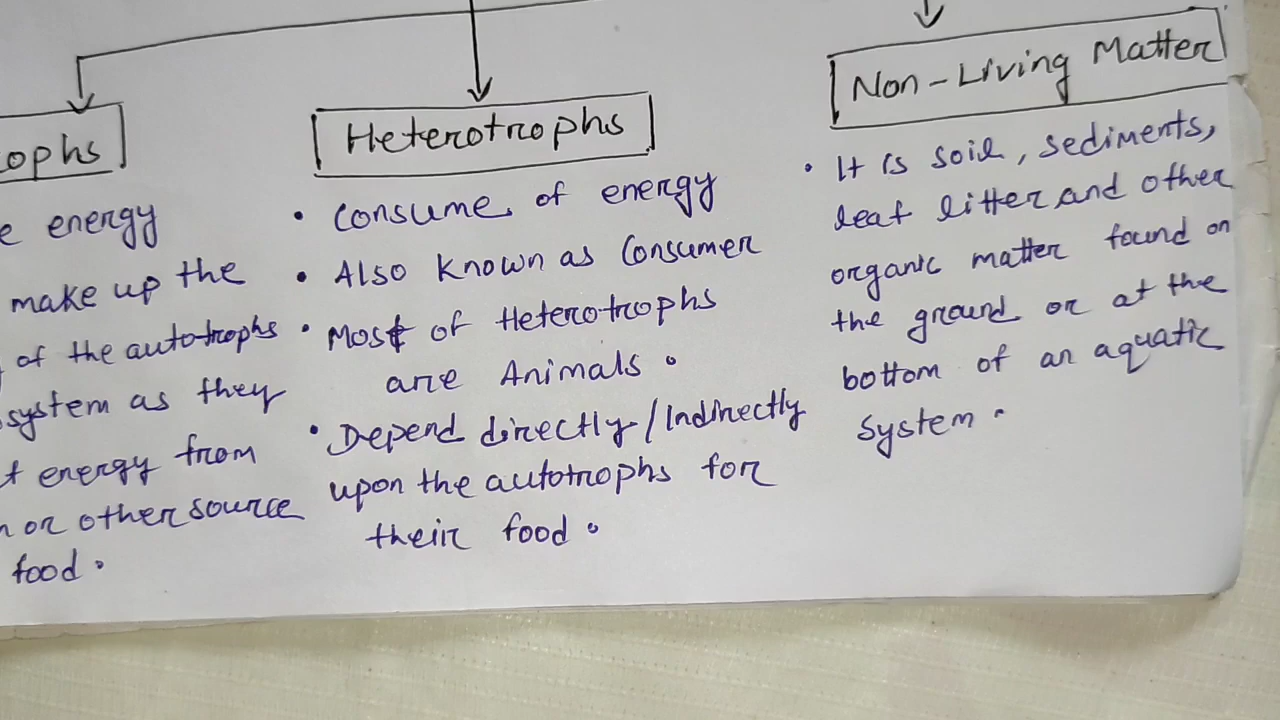 ophs
e energy
make up the
of the autotrophs
system as they
t energy from
n or other source
food.
Heterotrophs
• Consume of energy
• Also Known as Consumer
• Most of Heterotrophs
are Animals.
• Depend directly/Indirectly
upon the autotrophs for
their food.
Non-Living Matter
• It is soil, sediments,
leaf litter and other
organic matter found on
the ground or at the
bottom of an aquatic
system.